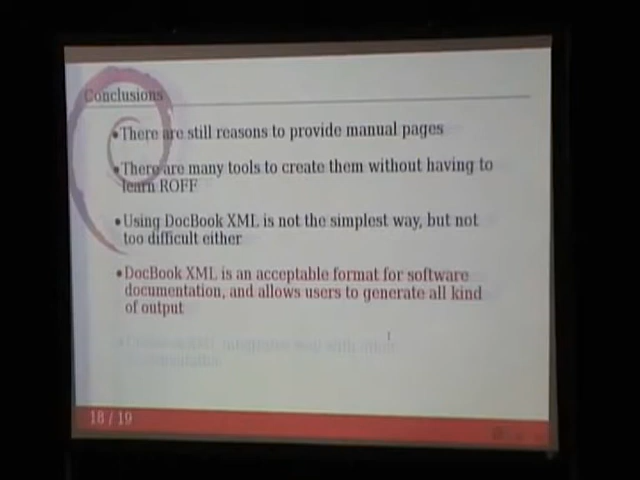 Conclusions
•There are still reasons to provide manual pages
•There are many tools to create them without having to
learn ROFF
•Using DocBook XML is not the simplest way, but not
too difficult either
•DocBook XML is an acceptable format for software
documentation, and allows users to generate all kind
of output
18 / 19